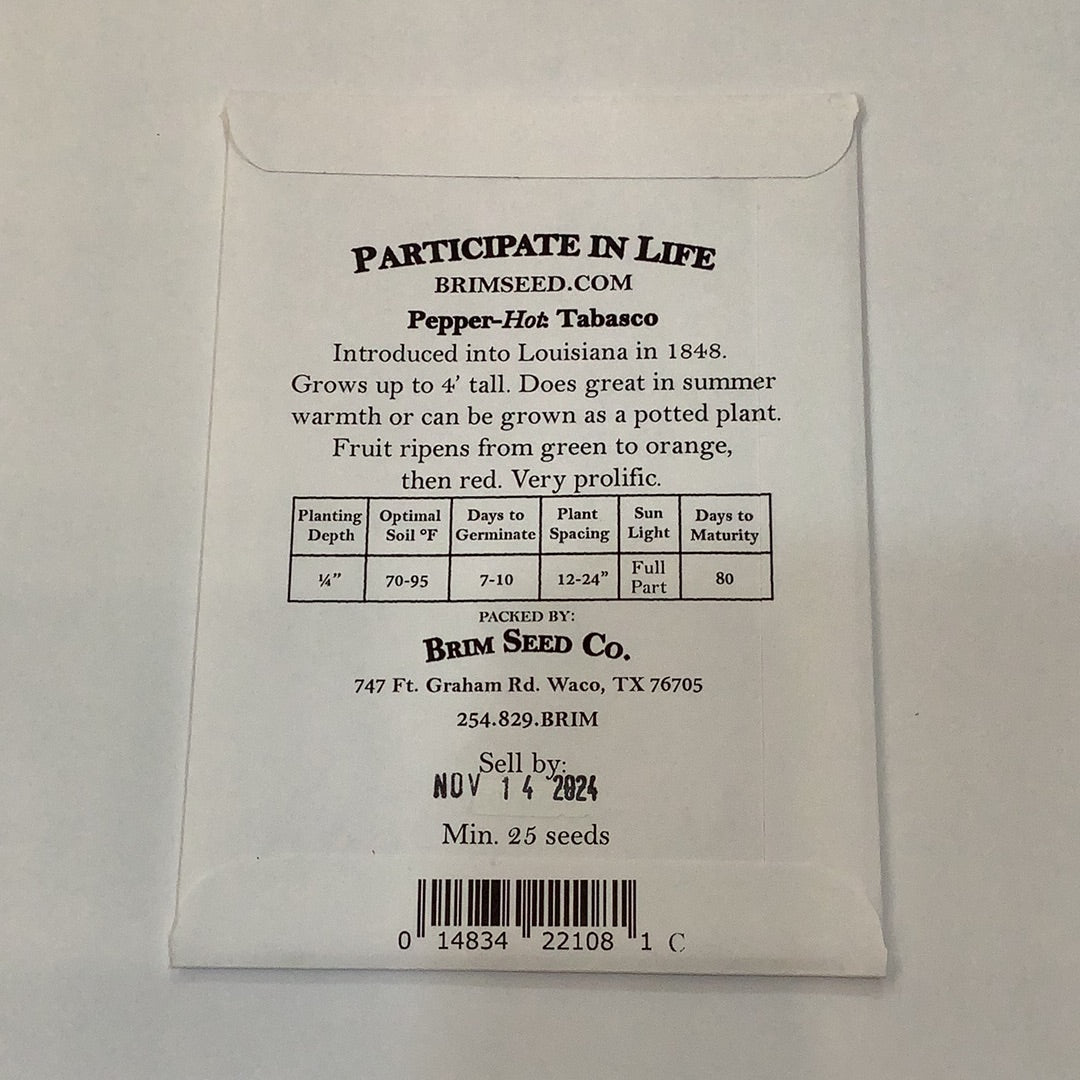 PARTICIPATE IN LIFE
BRIMSEED.COM
Pepper-Hot: Tabasco
Introduced into Louisiana in 1848.
Grows up to 4' tall. Does great in summer
warmth or can be grown as a potted plant.
Fruit ripens from green to orange,
then red. Very prolific.
Planting Depth Optimal Soil °F Days to Germinate Plant Spacing Sun Light Days to Maturity
¼" 70-95 7-10 12-24" Full Part 80
PACKED BY:
BRIM SEED CO.
747 Ft. Graham Rd. Waco, TX 76705
254.829.BRIM
Sell by:
NOV 14 2024
Min. 25 seeds
0 14834 22108 1 C